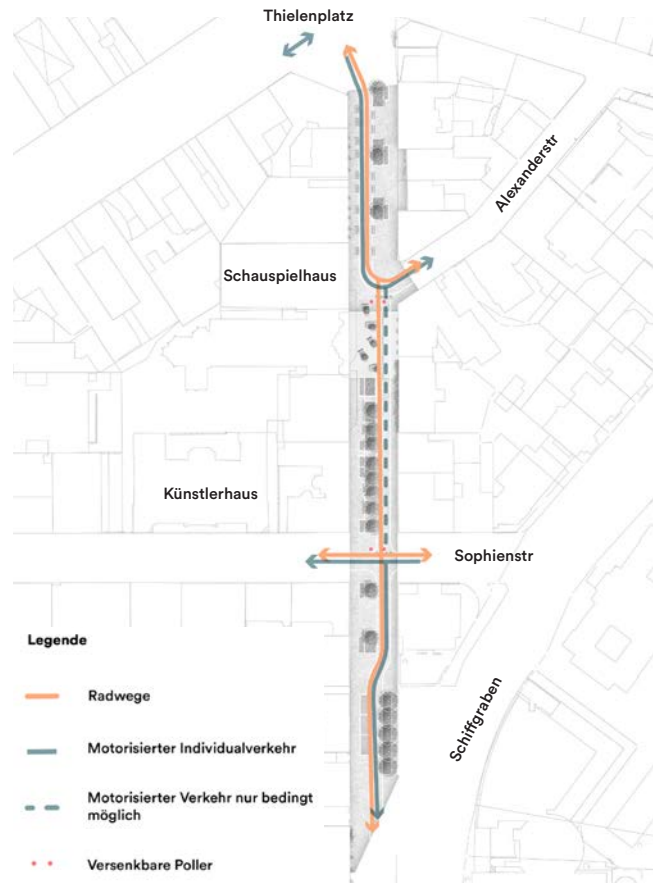 Thielenplatz
Alexanderstr
Schauspielhaus
Künstlerhaus
Sophienstr
Schiffgraben
Legende
Radwege
Motorisierter Individualverkehr
Motorisierter Verkehr nur bedingt
möglich
Versenkbare Poller